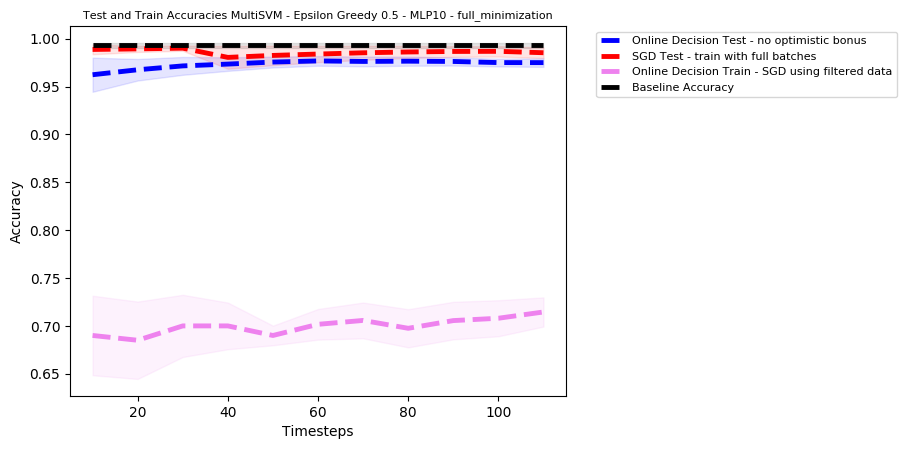 Test and Train Accuracies MultiSVM - Epsilon Greedy 0.5 - MLP10 - full_minimization
1.00
0.95
0.90
0.85
0.80
0.75
0.70
0.65
Accuracy
20
40
60
80
100
Timesteps
Online Decision Test - no optimistic bonus
SGD Test - train with full batches
Online Decision Train - SGD using filtered data
Baseline Accuracy